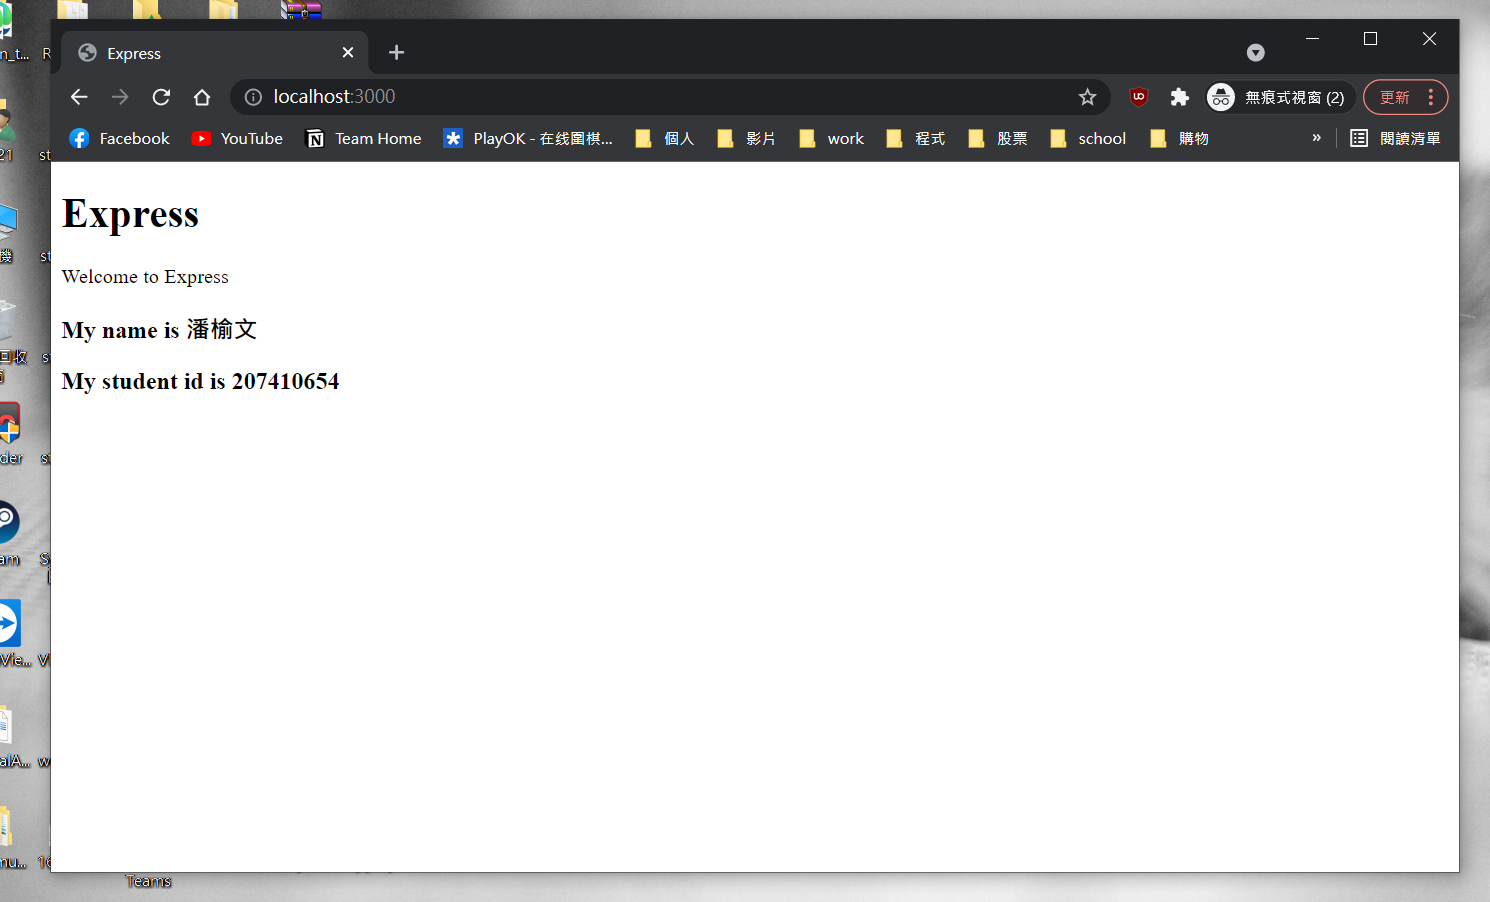 Express
localhost:3000
無痕式視窗 (2)
更新
Facebook
YouTube
Team Home
PlayOK - 在线圍棋...
個人
影片
work
程式
股票
school
購物
»
閱讀清單
Express
Welcome to Express
My name is 潘榆文
My student id is 207410654
Teams